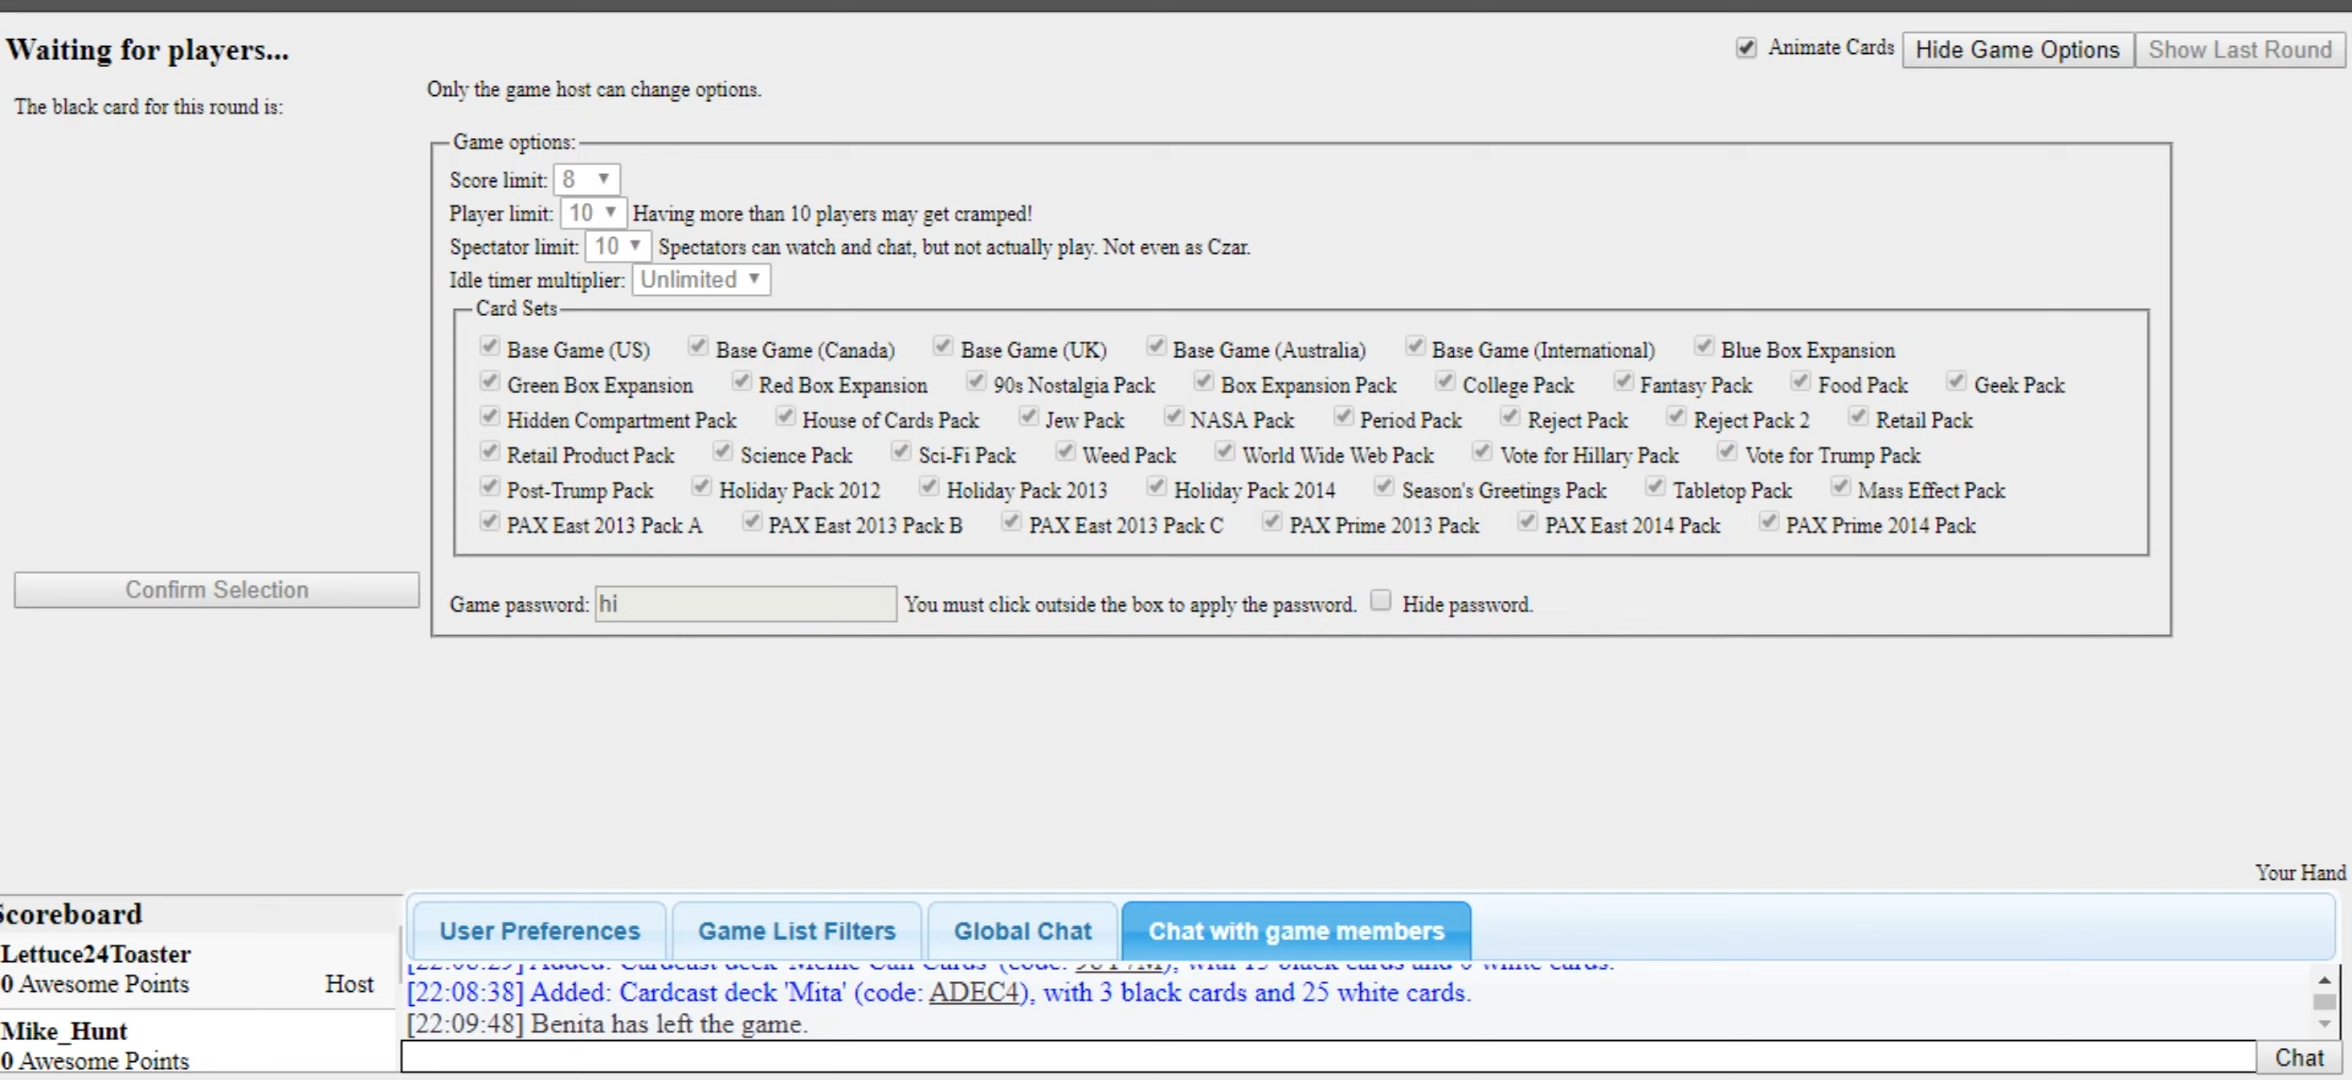 Waiting for players...
Animate Cards Hide Game Options Show Last Round
The black card for this round is:
Only the game host can change options.
Game options:
Score limit: 8
Player limit: 10 Having more than 10 players may get cramped!
Spectator limit: 10 Spectators can watch and chat, but not actually play. Not even as Czar.
Idle timer multiplier: Unlimited
Card Sets
Base Game (US) Base Game (Canada) Base Game (UK) Base Game (Australia) Base Game (International) Blue Box Expansion
Green Box Expansion Red Box Expansion 90s Nostalgia Pack Box Expansion Pack College Pack Fantasy Pack Food Pack Geek Pack
Hidden Compartment Pack House of Cards Pack Jew Pack NASA Pack Period Pack Reject Pack Reject Pack 2 Retail Pack
Retail Product Pack Science Pack Sci-Fi Pack Weed Pack World Wide Web Pack Vote for Hillary Pack Vote for Trump Pack
Post-Trump Pack Holiday Pack 2012 Holiday Pack 2013 Holiday Pack 2014 Season's Greetings Pack Tabletop Pack Mass Effect Pack
PAX East 2013 Pack A PAX East 2013 Pack B PAX East 2013 Pack C PAX Prime 2013 Pack PAX East 2014 Pack PAX Prime 2014 Pack
Confirm Selection
Game password: hi You must click outside the box to apply the password. Hide password.
Your Hand
Scoreboard
Lettuce24Toaster
0 Awesome Points Host
Mike_Hunt
0 Awesome Points
User Preferences Game List Filters Global Chat Chat with game members
[22:08:38] Added: Cardcast deck 'Mita' (code: ADEC4), with 3 black cards and 25 white cards.
[22:09:48] Benita has left the game.
Chat